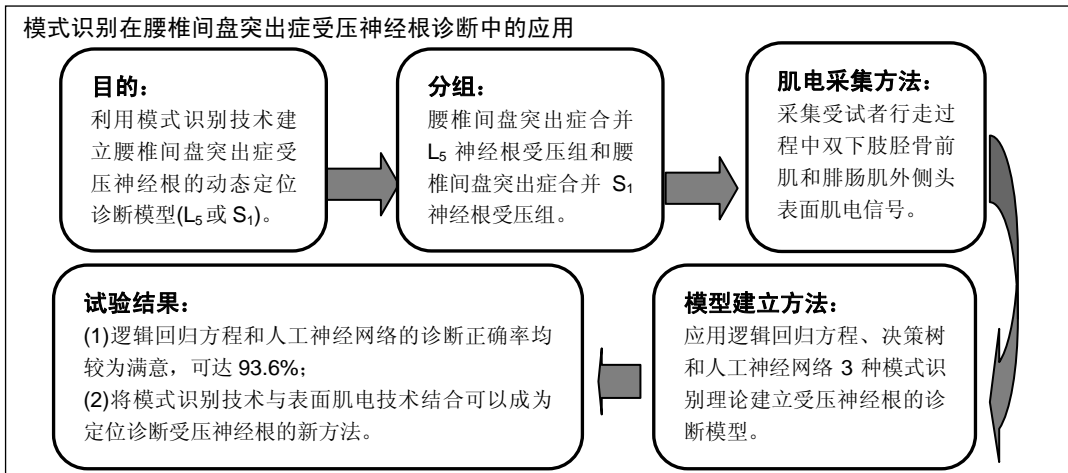 模式识别在腰椎间盘突出症受压神经根诊断中的应用
目的：
利用模式识别技术建
立腰椎间盘突出症受
压神经根的动态定位
诊断模型(L5或 S1)。
分组：
腰椎间盘突出症合并
L5 神经根受压组和腰
椎间盘突出症合并 S1
神经根受压组。
肌电采集方法：
采集受试者行走过
程中双下肢胫骨前
肌和腓肠肌外侧头
表面肌电信号。
模型建立方法：
应用逻辑回归方程、决策树
和人工神经网络 3 种模式识
别理论建立受压神经根的诊
断模型。
试验结果：
(1)逻辑回归方程和人工神经网络的诊断正确率均
较为满意，可达 93.6%；
(2)将模式识别技术与表面肌电技术结合可以成为
定位诊断受压神经根的新方法。